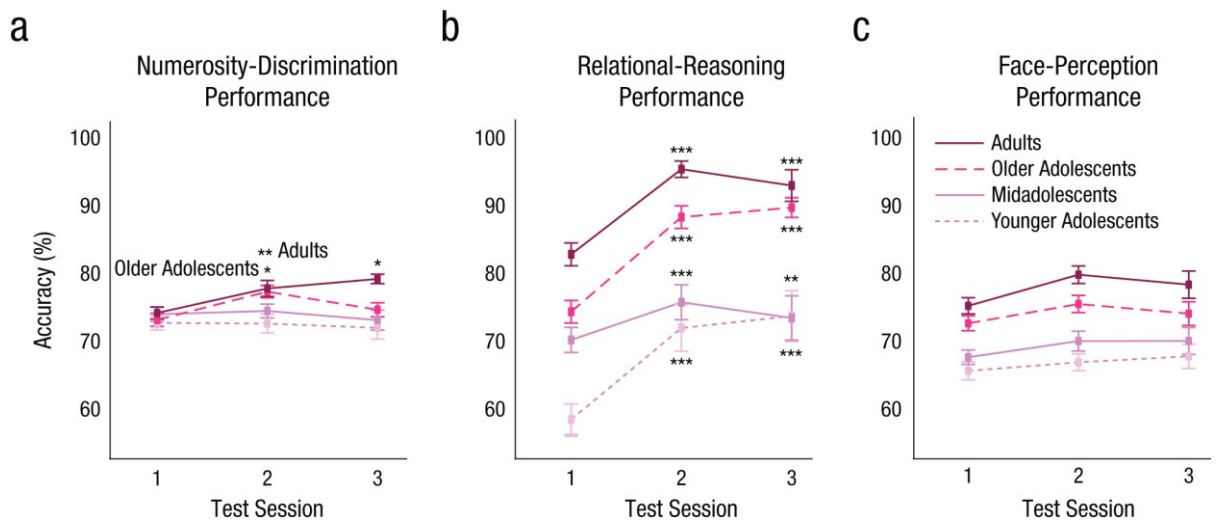 a
Numerosity-Discrimination
Performance
Accuracy (%)
100
90
80
70
60
Older Adolescents
**
*
Adults
*
1
2
3
Test Session
b
Relational-Reasoning
Performance
100
90
80
70
60
***
***
***
***
***
**
***
***
1
2
3
Test Session
c
Face-Perception
Performance
100
90
80
70
60
Adults
Older Adolescents
Midadolescents
Younger Adolescents
1
2
3
Test Session